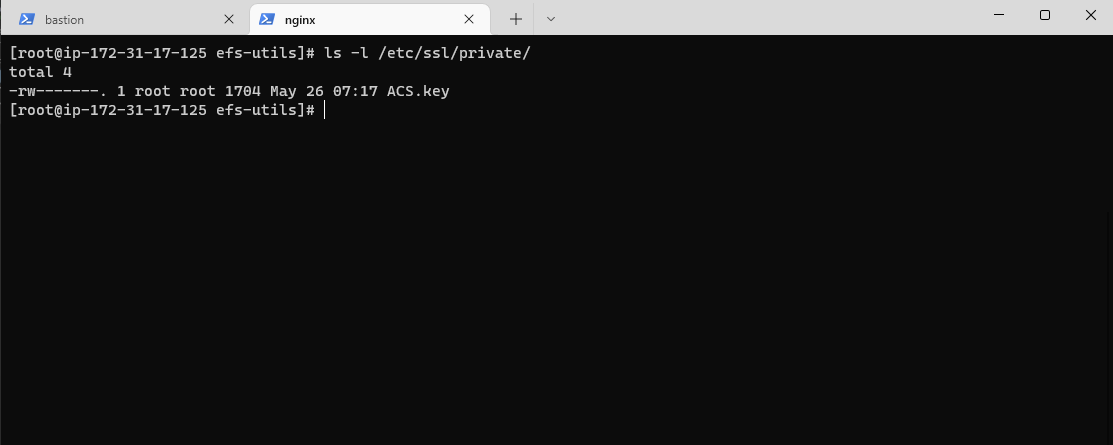 bastion
nginx
[root@ip-172-31-17-125 efs-utils]# ls -l /etc/ssl/private/
total 4
-rw-------. 1 root root 1704 May 26 07:17 ACS.key
[root@ip-172-31-17-125 efs-utils]#